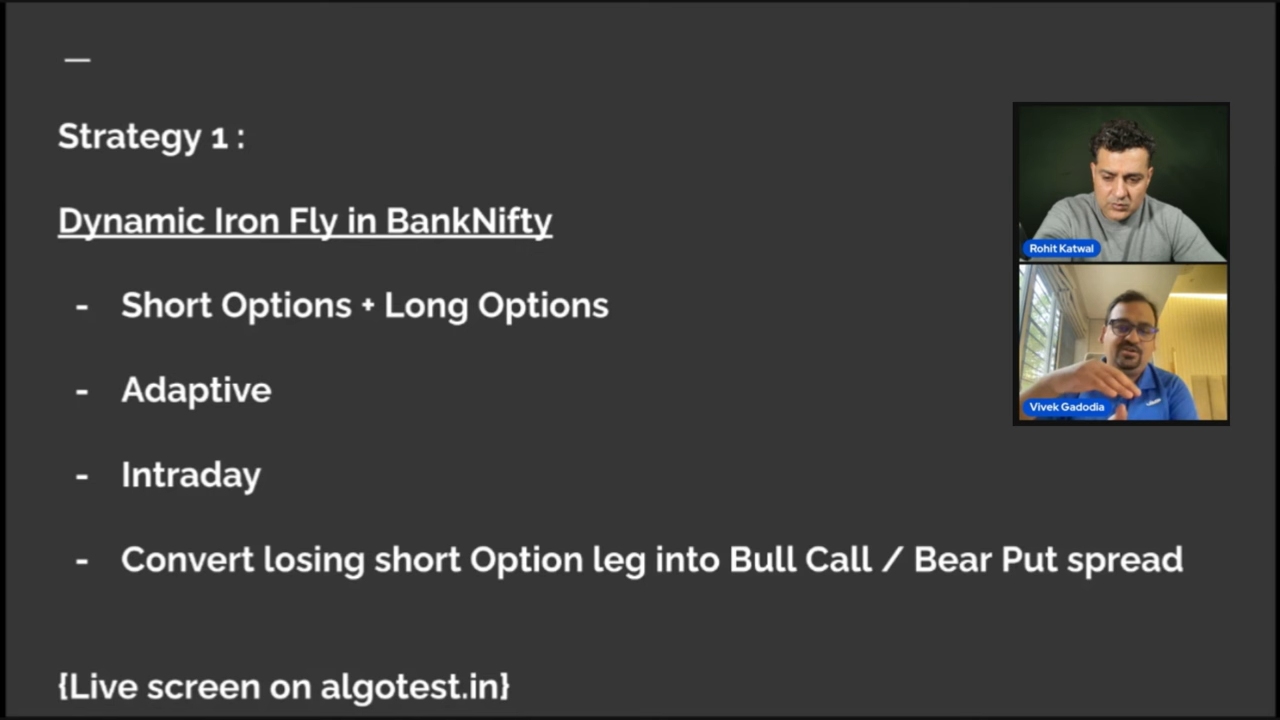 —
Strategy 1 :
Dynamic Iron Fly in BankNifty
- Short Options + Long Options
- Adaptive
- Intraday
- Convert losing short Option leg into Bull Call / Bear Put spread
{Live screen on algotest.in}
Rohit Katwal
Vivek Gadodia